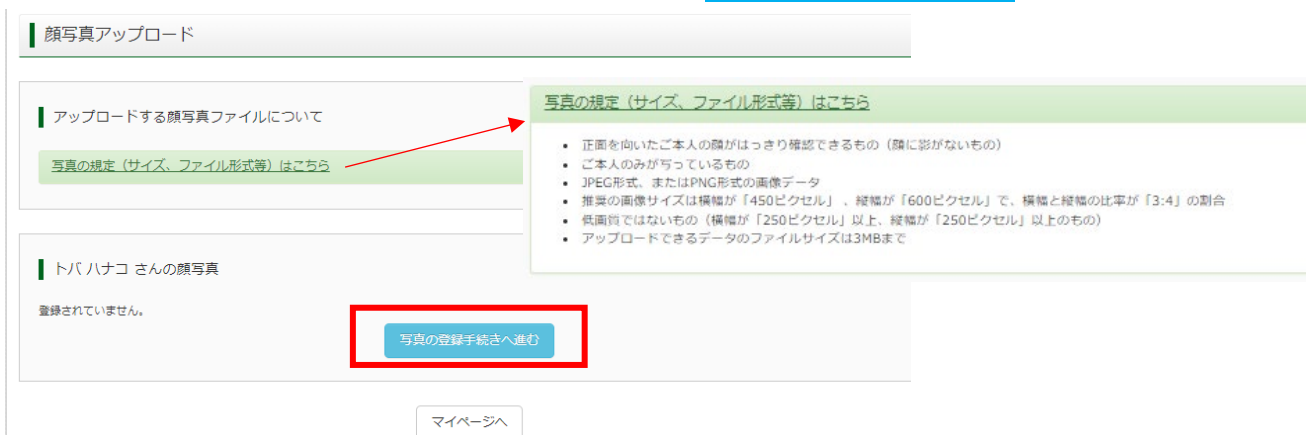 顔写真アップロード
アップロードする顔写真ファイルについて
写真の規定（サイズ、ファイル形式等）はこちら
写真の規定（サイズ、ファイル形式等）はこちら
• 正面を向いたご本人の顔がはっきり確認できるもの（顔に影がないもの）
• ご本人のみが写っているもの
• JPEG形式、またはPNG形式の画像データ
• 推奨の画像サイズは横幅が「450ピクセル」 、縦幅が「600ピクセル」で、横幅と縦幅の比率が「3:4」の割合
• 低画質ではないもの（横幅が「250ピクセル」以上、縦幅が「250ピクセル」以上のもの）
• アップロードできるデータのファイルサイズは3MBまで
トバ ハナコ さんの顔写真
登録されていません。
写真の登録手続きへ進む
マイページへ